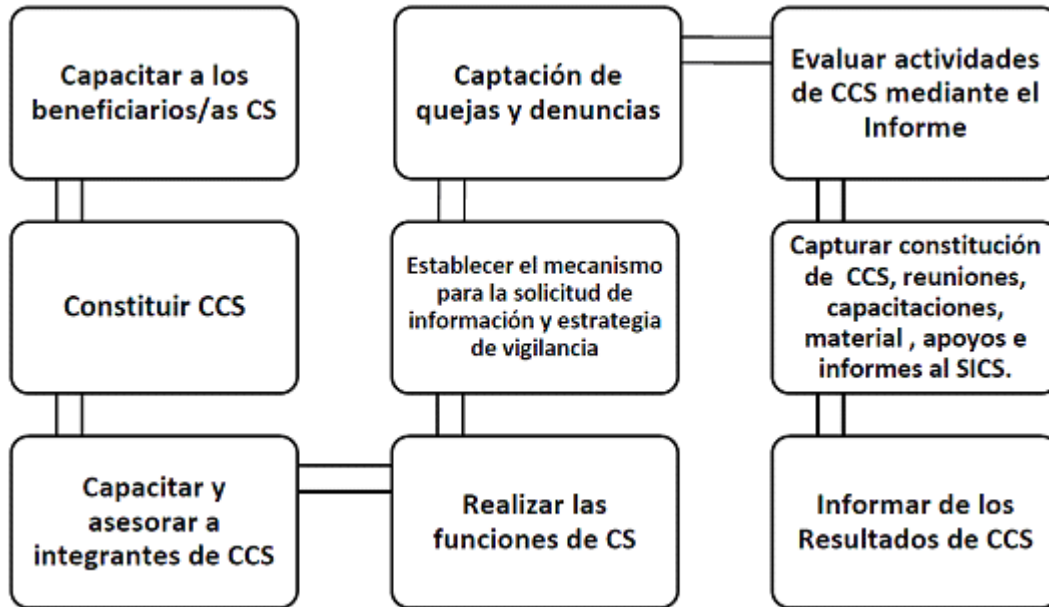 Capacitar a los
beneficiarios/as CS
Constituir CCS
Capacitar y
asesorar a
integrantes de CCS
Realizar las
funciones de CS
Establecer el mecanismo
para la solicitud de
información y estrategia
de vigilancia
Captación de
quejas y denuncias
Evaluar actividades
de CCS mediante el
Informe
Capturar constitución
de CCS, reuniones,
capacitaciones,
material , apoyos e
informes al SICS.
Informar de los
Resultados de CCS